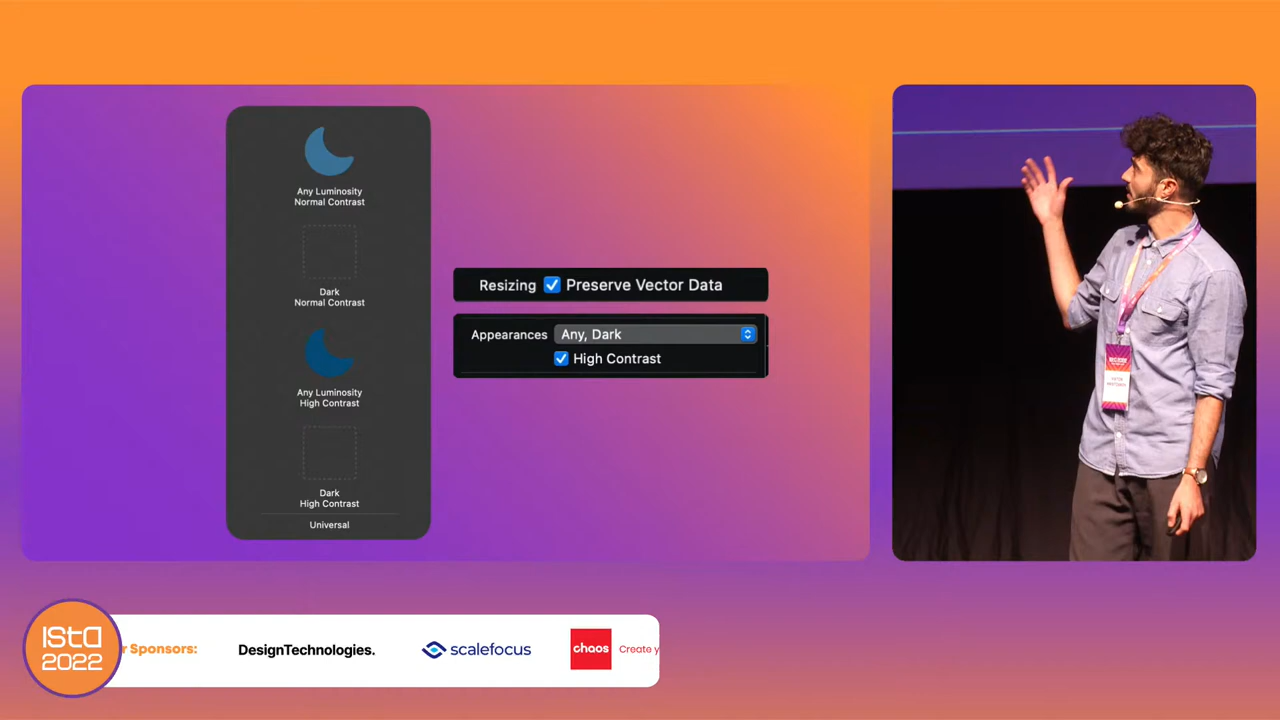 Any Luminosity
Normal Contrast
Dark
Normal Contrast
Any Luminosity
High Contrast
Dark
High Contrast
Universal
Resizing Preserve Vector Data
Appearances Any, Dark
High Contrast
ISTA
2022
r Sponsors:
DesignTechnologies.
scalefocus
chaos
Create y